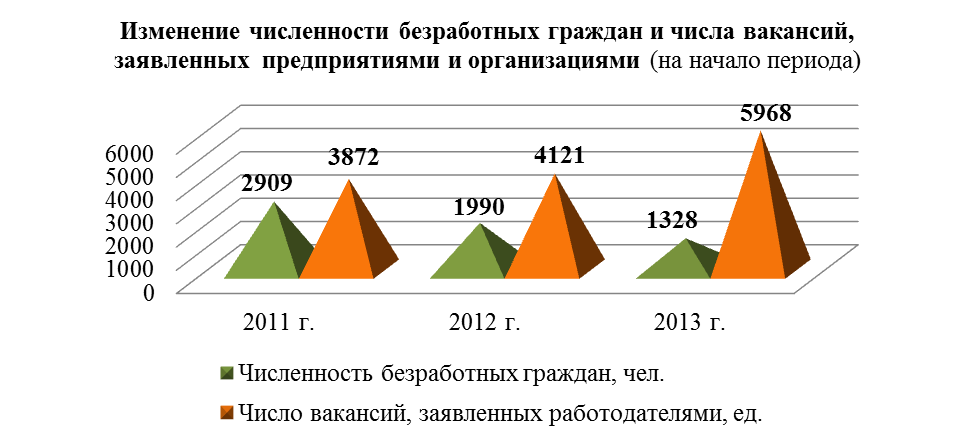 Изменение численности безработных граждан и числа вакансий,
заявленных предприятиями и организациями (на начало периода)
6000
5000
4000
3000
2000
1000
0
2909
3872
1990
4121
1328
5968
2011 г.
2012 г.
2013 г.
Численность безработных граждан, чел.
Число вакансий, заявленных работодателями, ед.